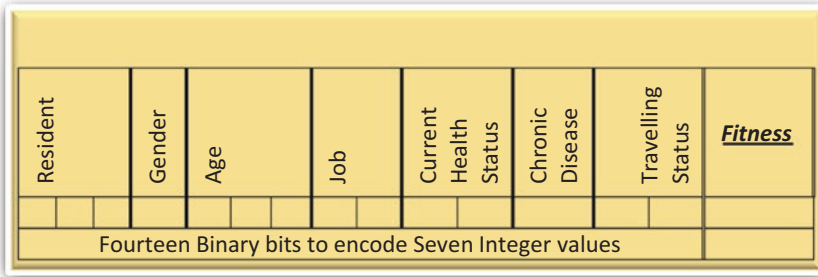 Resident
Gender
Age
Job
Current
Health
Status
Chronic
Disease
Travelling
Status
Fitness
Fourteen Binary bits to encode Seven Integer values